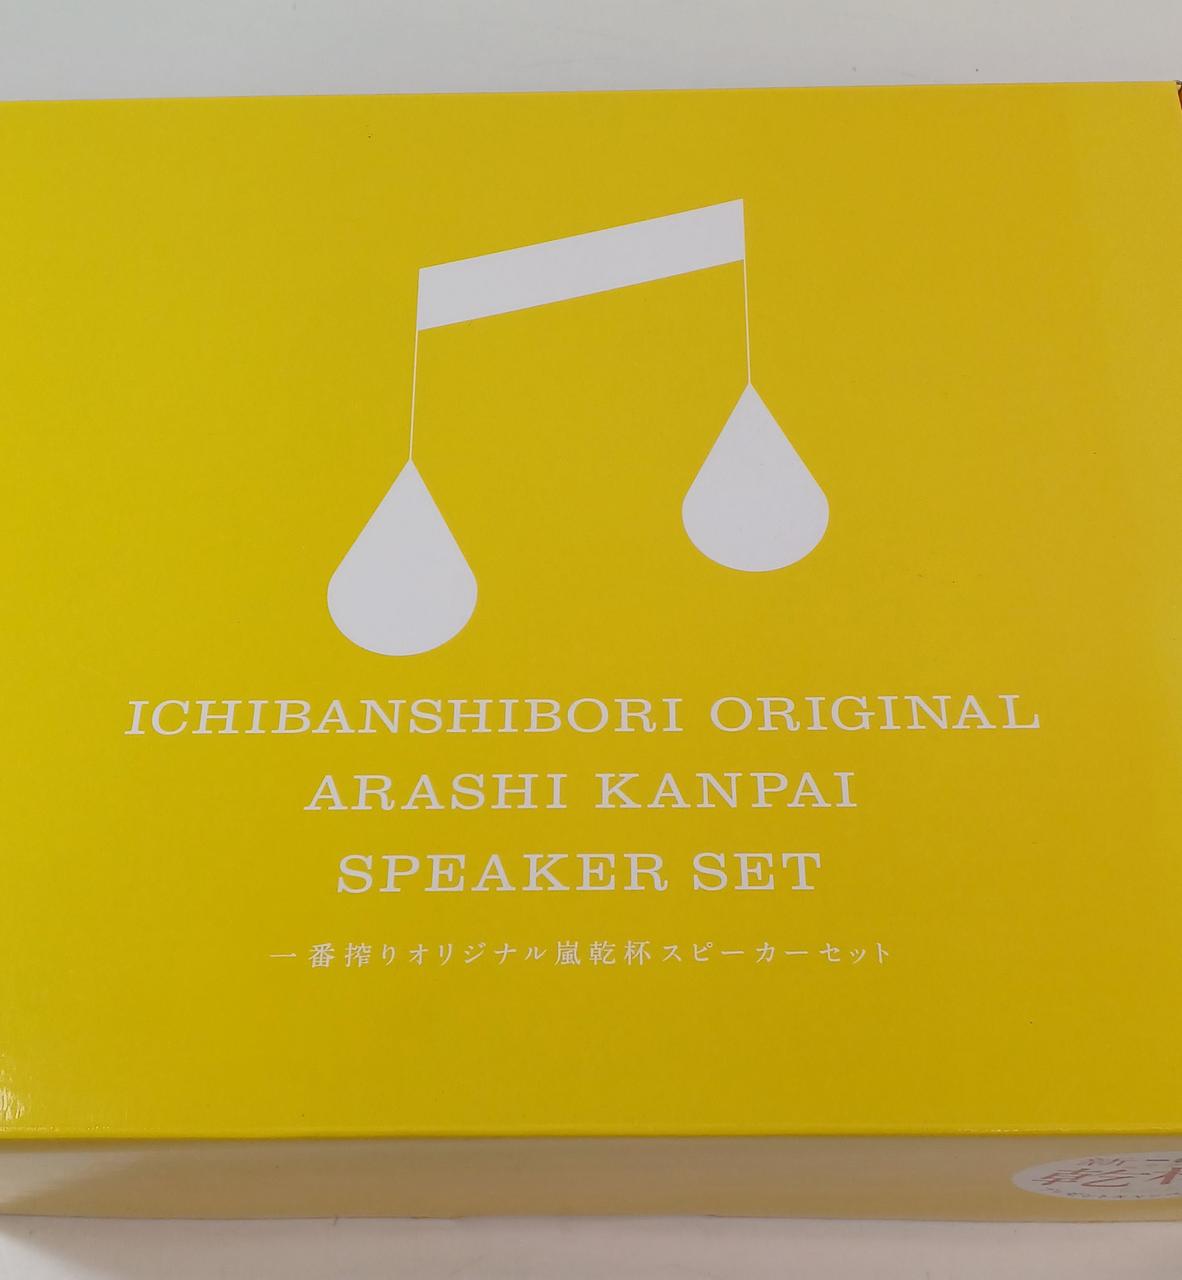 ICHIBANSHIBORI ORIGINAL
ARASHI KANPAI
SPEAKER SET
一番搾りオリジナル嵐乾杯スピーカーセット